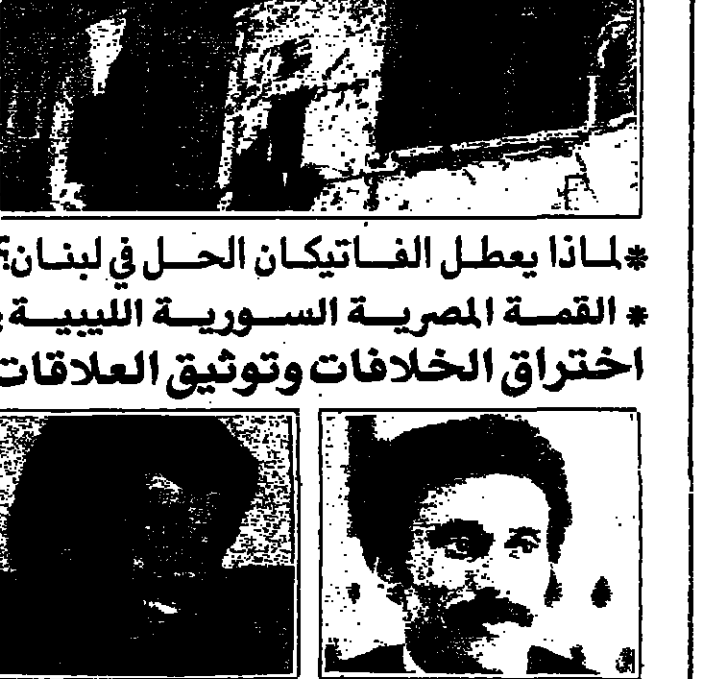 * لماذا يعطل الفاتيكان الحل في لبنان؟
* القمة المصرية السورية الليبية :
اختراق الخلافات وتوثيق العلاقات